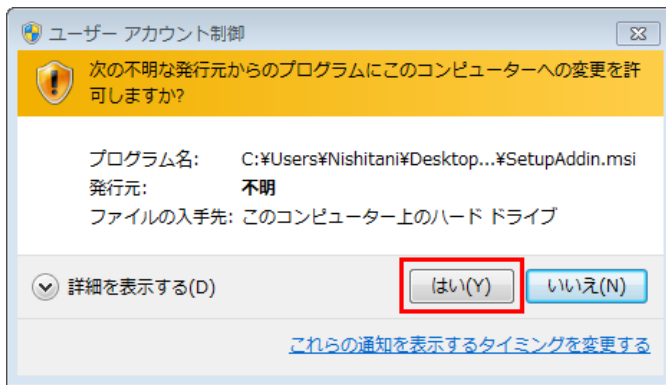 ユーザー アカウント制御
次の不明な発行元からのプログラムにこのコンピューターへの変更を許
可しますか?
プログラム名: C:¥Users¥Nishitani¥Desktop...¥SetupAddin.msi
発行元: 不明
ファイルの入手先: このコンピューター上のハード ドライブ
詳細を表示する(D) はい(Y) いいえ(N)
これらの通知を表示するタイミングを変更する